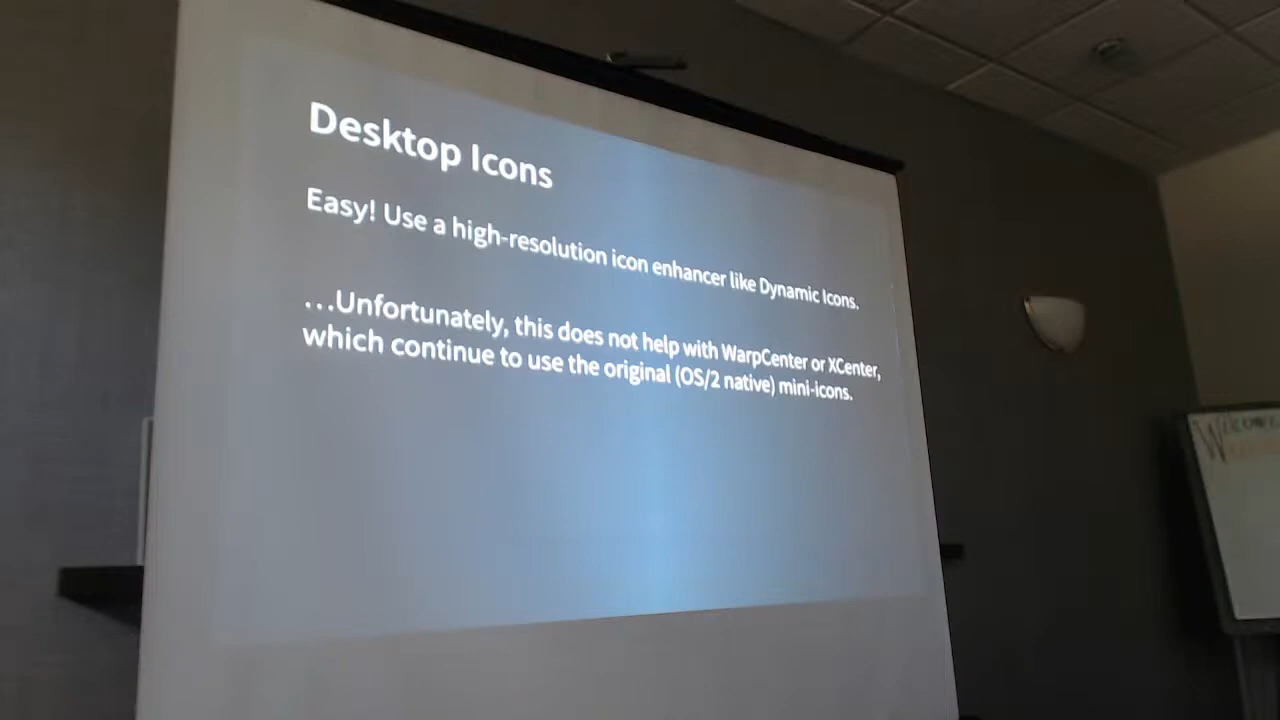 Desktop Icons
Easy! Use a high-resolution icon enhancer like Dynamic Icons.
…Unfortunately, this does not help with WarpCenter or XCenter,
which continue to use the original (OS/2 native) mini-icons.